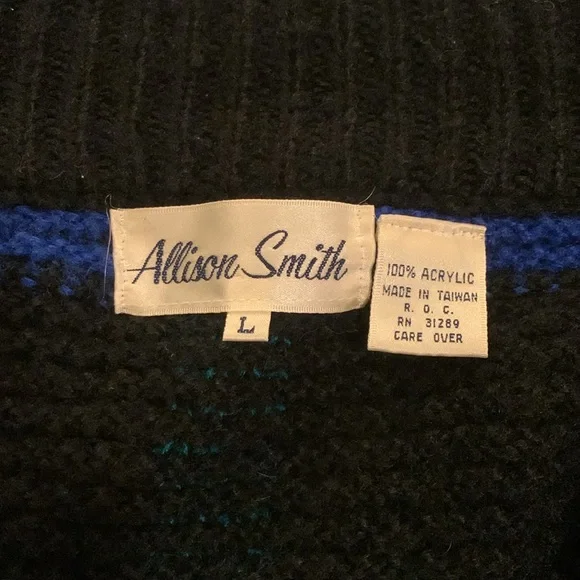 Allison Smith
L
100% ACRYLIC
MADE IN TAIWAN
R. O. C.
RN 31289
CARE OVER